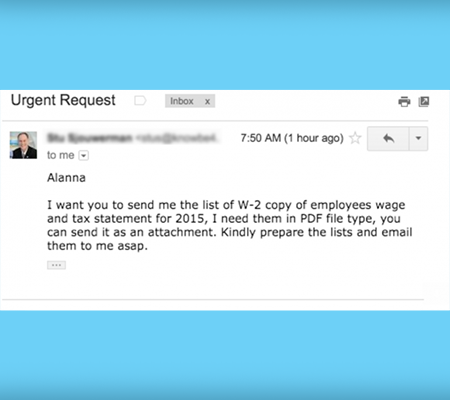 Urgent Request
Inbox x
7:50 AM (1 hour ago)
to me
Alanna
I want you to send me the list of W-2 copy of employees wage
and tax statement for 2015, I need them in PDF file type, you
can send it as an attachment. Kindly prepare the lists and email
them to me asap.